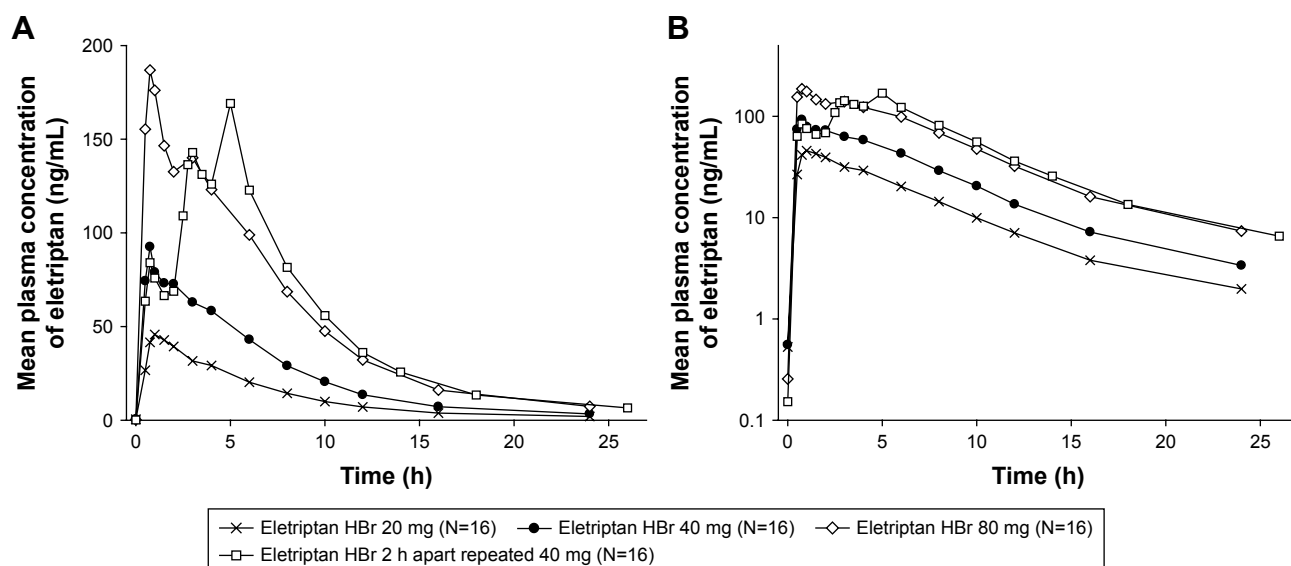 A
Mean plasma concentration
of eletriptan (ng/mL)
200
150
100
50
0
0 5 10 15 20 25
Time (h)
B
Mean plasma concentration
of eletriptan (ng/mL)
100
10
1
0.1
0 5 10 15 20 25
Time (h)
Eletriptan HBr 20 mg (N=16) Eletriptan HBr 40 mg (N=16) Eletriptan HBr 80 mg (N=16)
Eletriptan HBr 2 h apart repeated 40 mg (N=16)